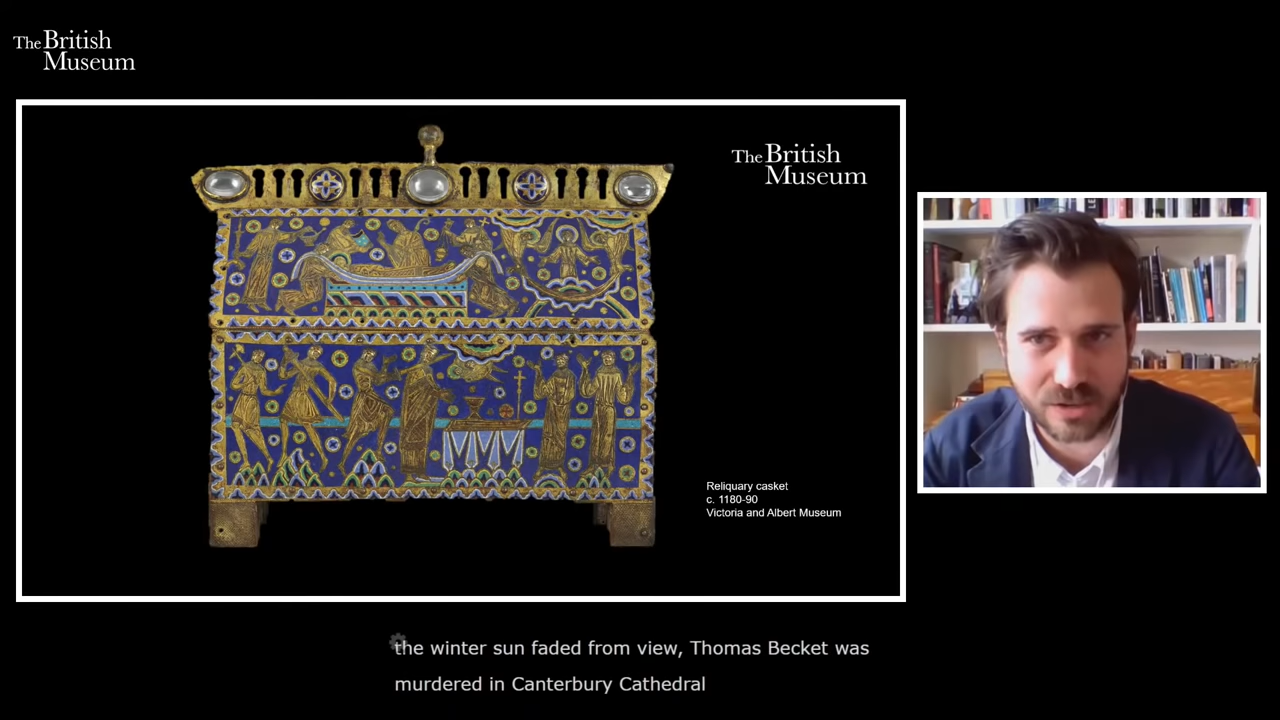 The British
Museum
The British
Museum
Reliquary casket
c. 1180-90
Victoria and Albert Museum
the winter sun faded from view, Thomas Becket was
murdered in Canterbury Cathedral